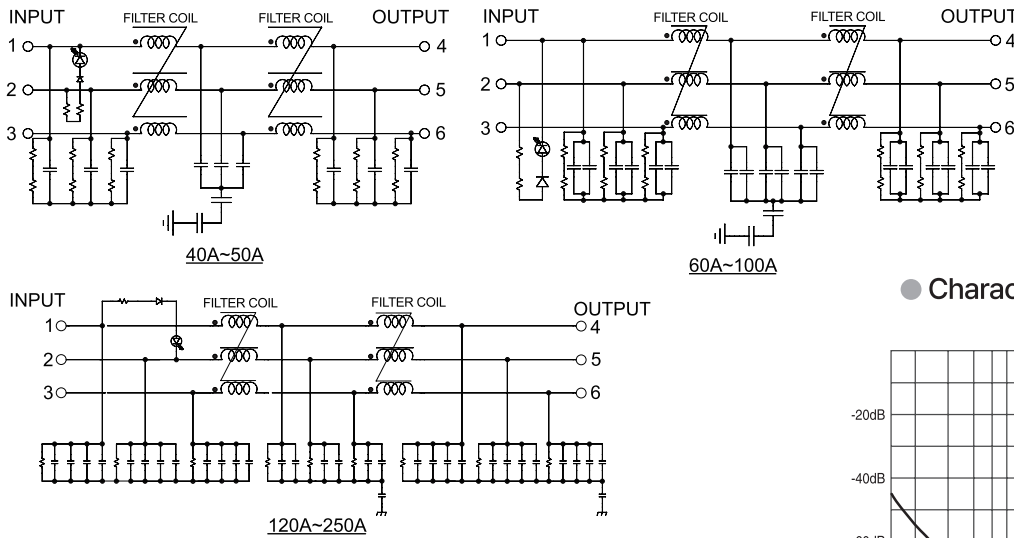 INPUT
FILTER COIL
FILTER COIL
OUTPUT
1
4
2
5
3
6
40A~50A
INPUT
FILTER COIL
FILTER COIL
OUTPUT
1
4
2
5
3
6
60A~100A
INPUT
FILTER COIL
FILTER COIL
OUTPUT
1
4
2
5
3
6
120A~250A
● Charac
-20dB
-40dB